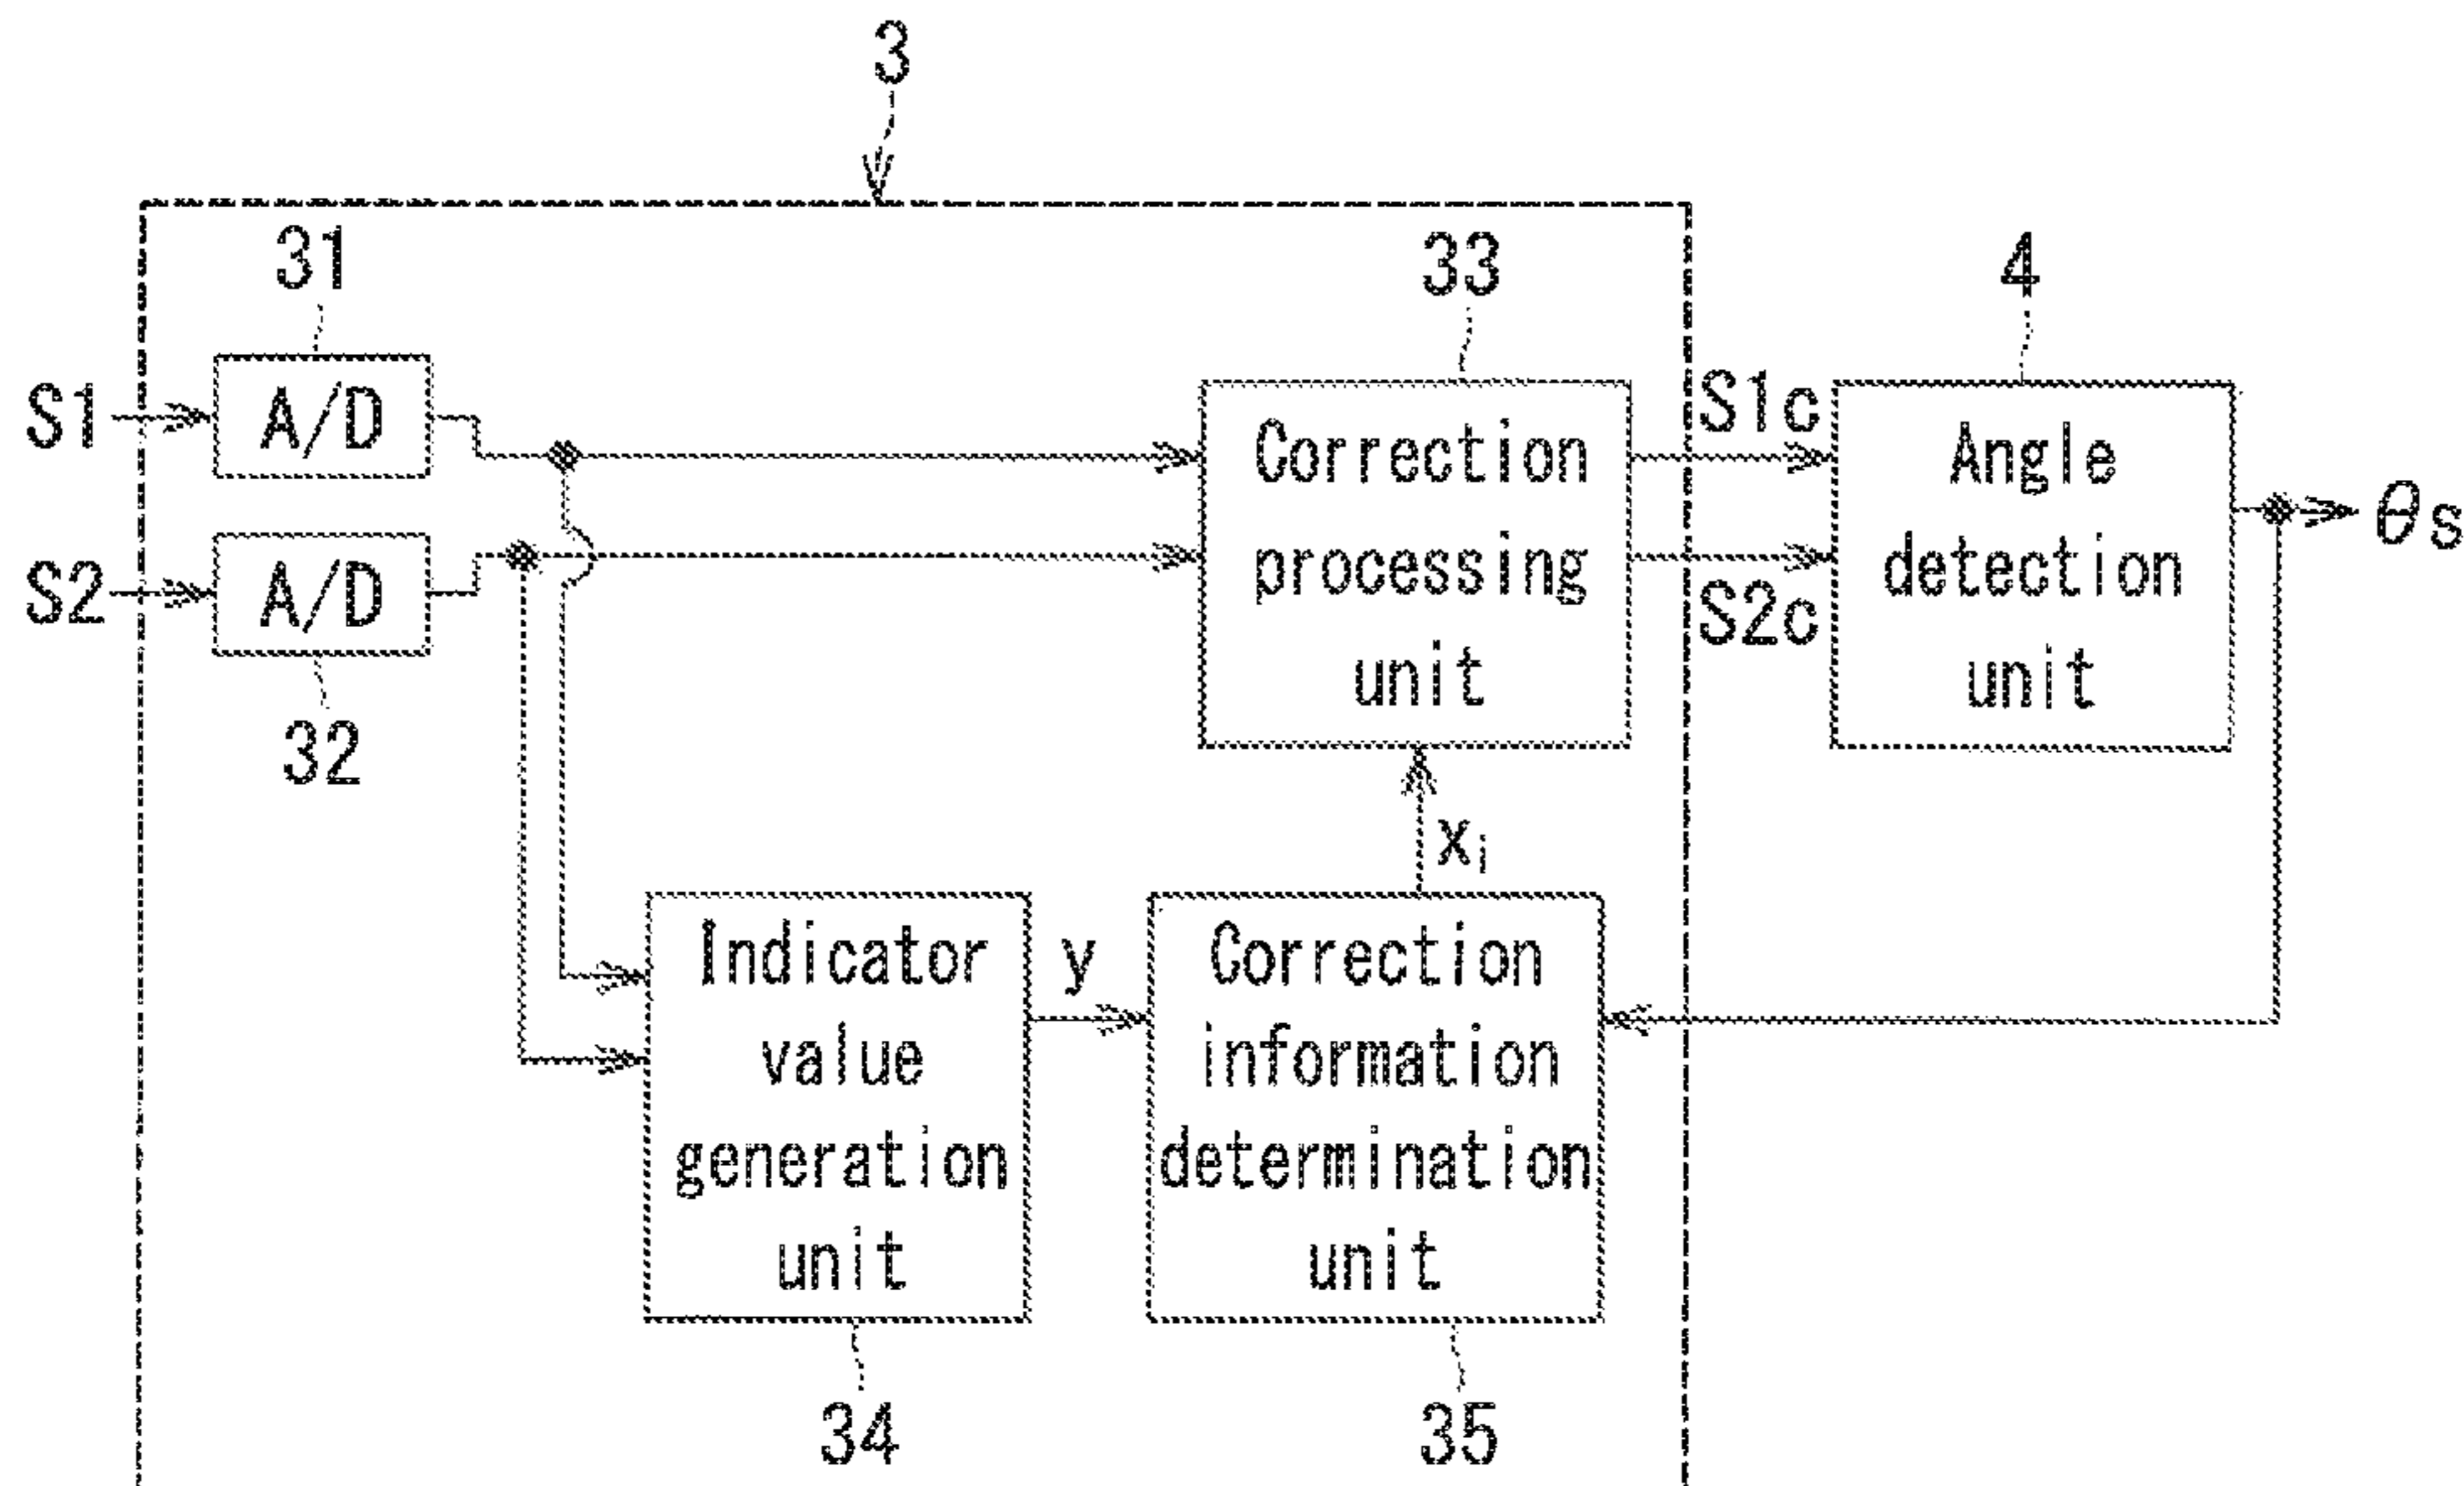 3
31
33
4
S1
A/D
S1c
Correction
processing
unit
Angle
detection
unit
θs
S2
A/D
S2c
32
xi
Indicator
value
generation
unit
y
Correction
information
determination
unit
34
35